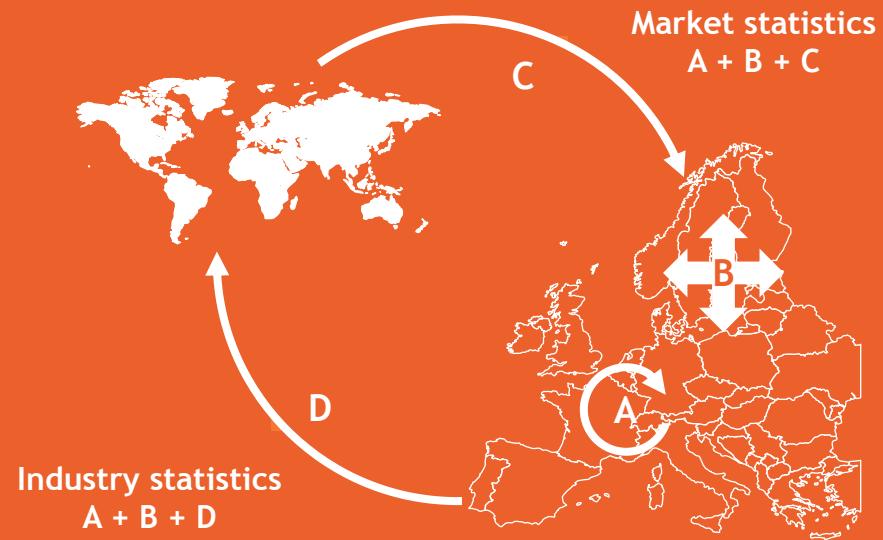 Market statistics
A + B + C
C
B
A
D
Industry statistics
A + B + D